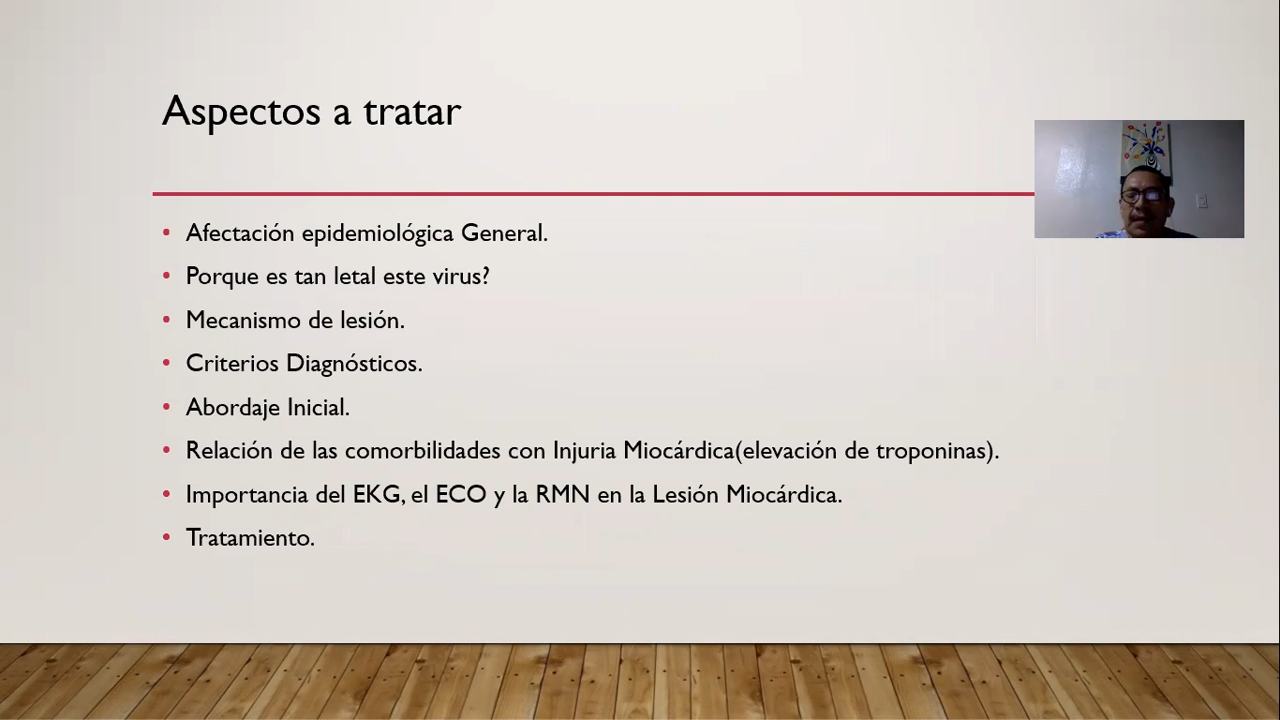 Aspectos a tratar
• Afectación epidemiológica General.
• Porque es tan letal este virus?
• Mecanismo de lesión.
• Criterios Diagnósticos.
• Abordaje Inicial.
• Relación de las comorbilidades con Injuria Miocárdica(elevación de troponinas).
• Importancia del EKG, el ECO y la RMN en la Lesión Miocárdica.
• Tratamiento.